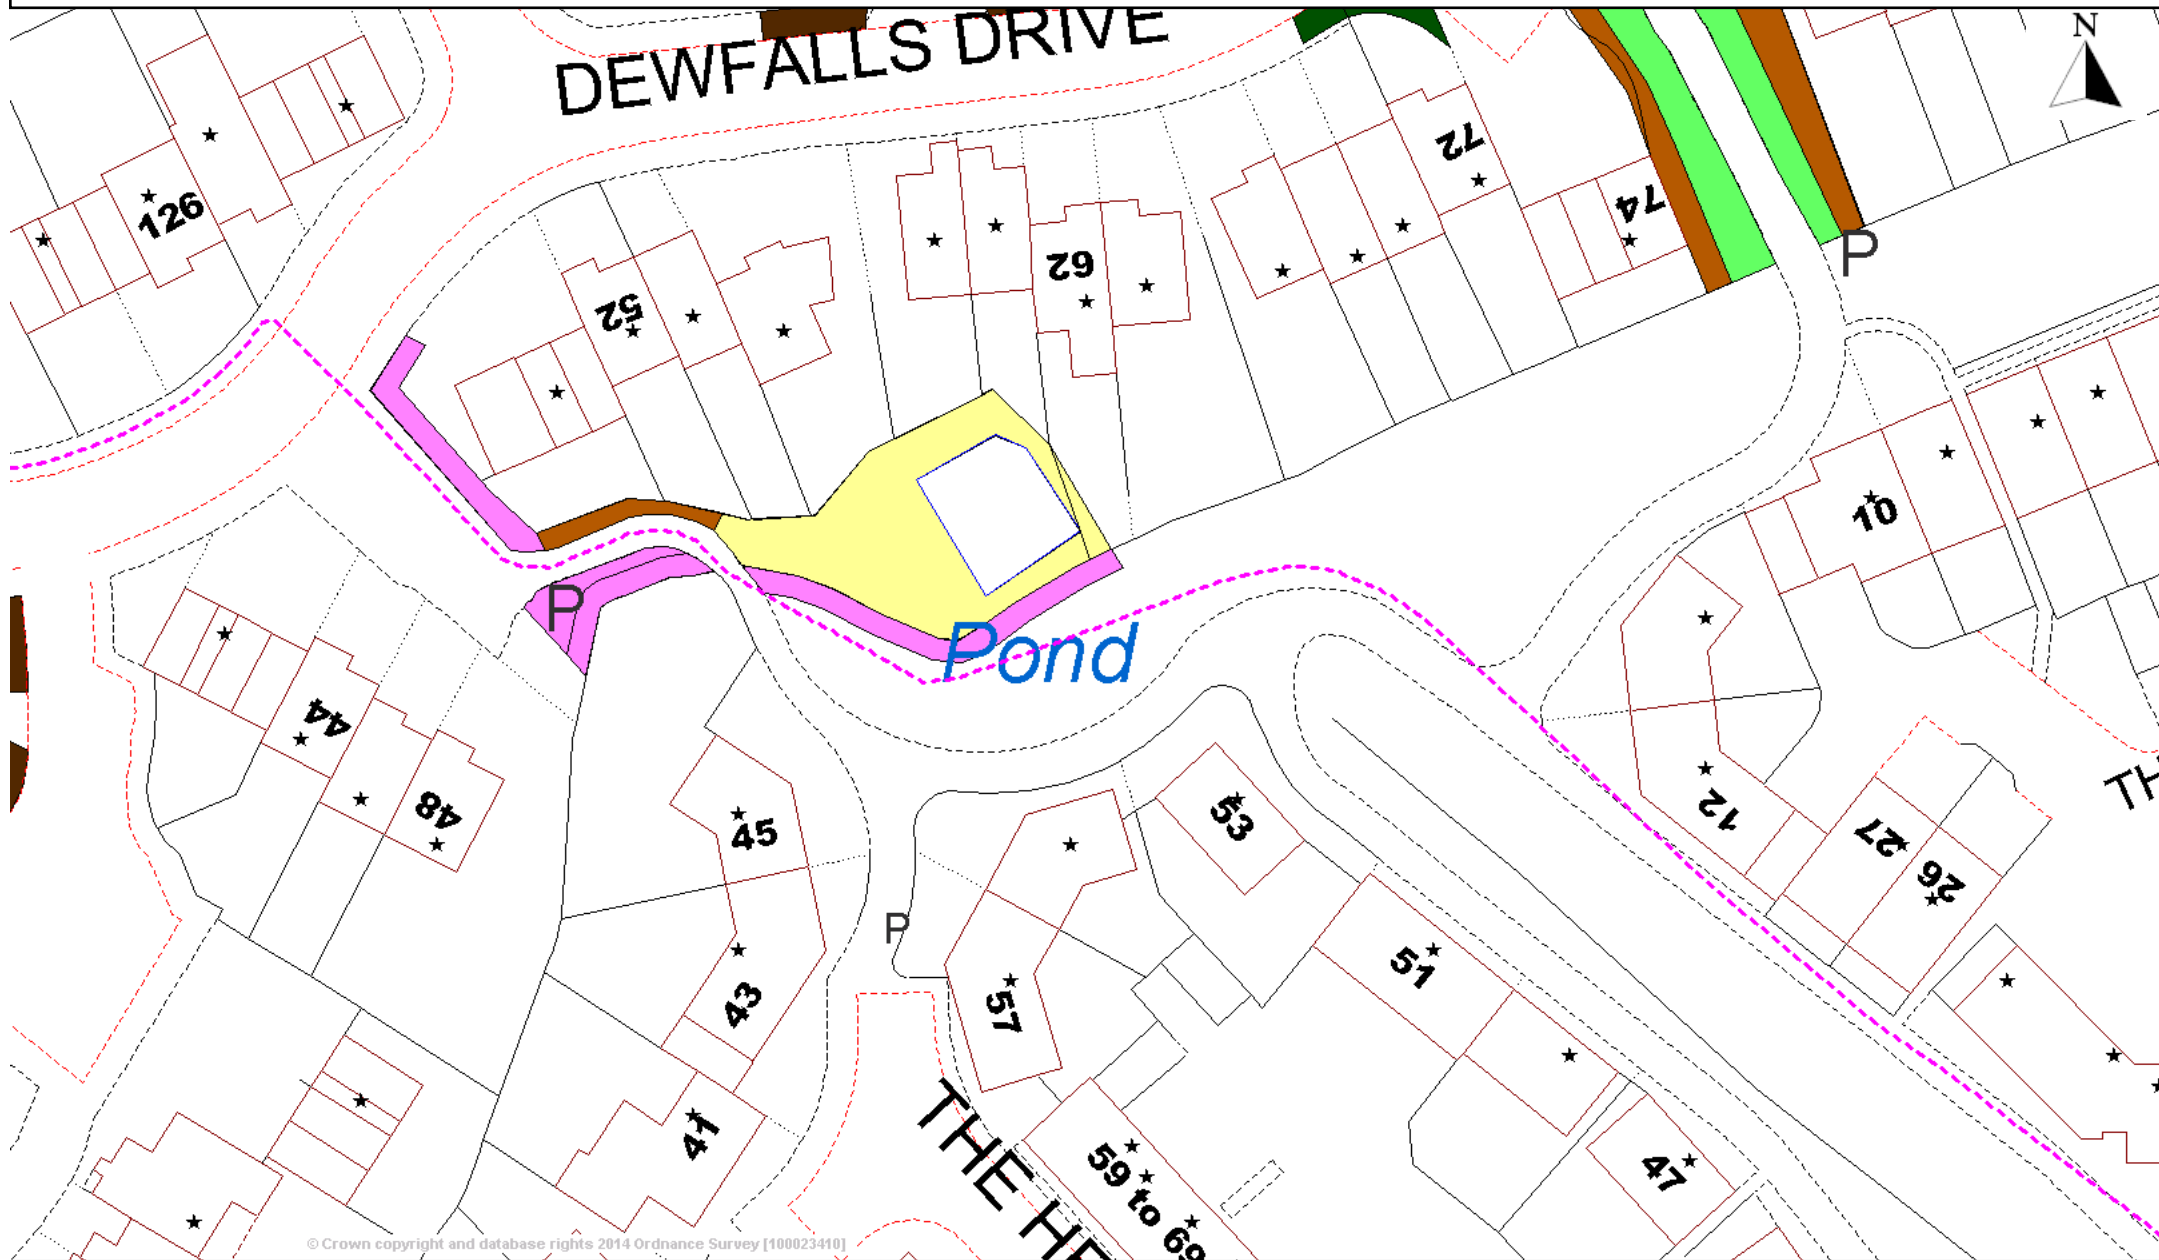 DEWFALLS DRIVE
N
72
126
74
P
62
52
10
P
Pond
44
12
48
45
53
27
26
TH
P
51
43
57
41
THE HE
59 to 69
47
© Crown copyright and database rights 2014 Ordnance Survey [100023410]